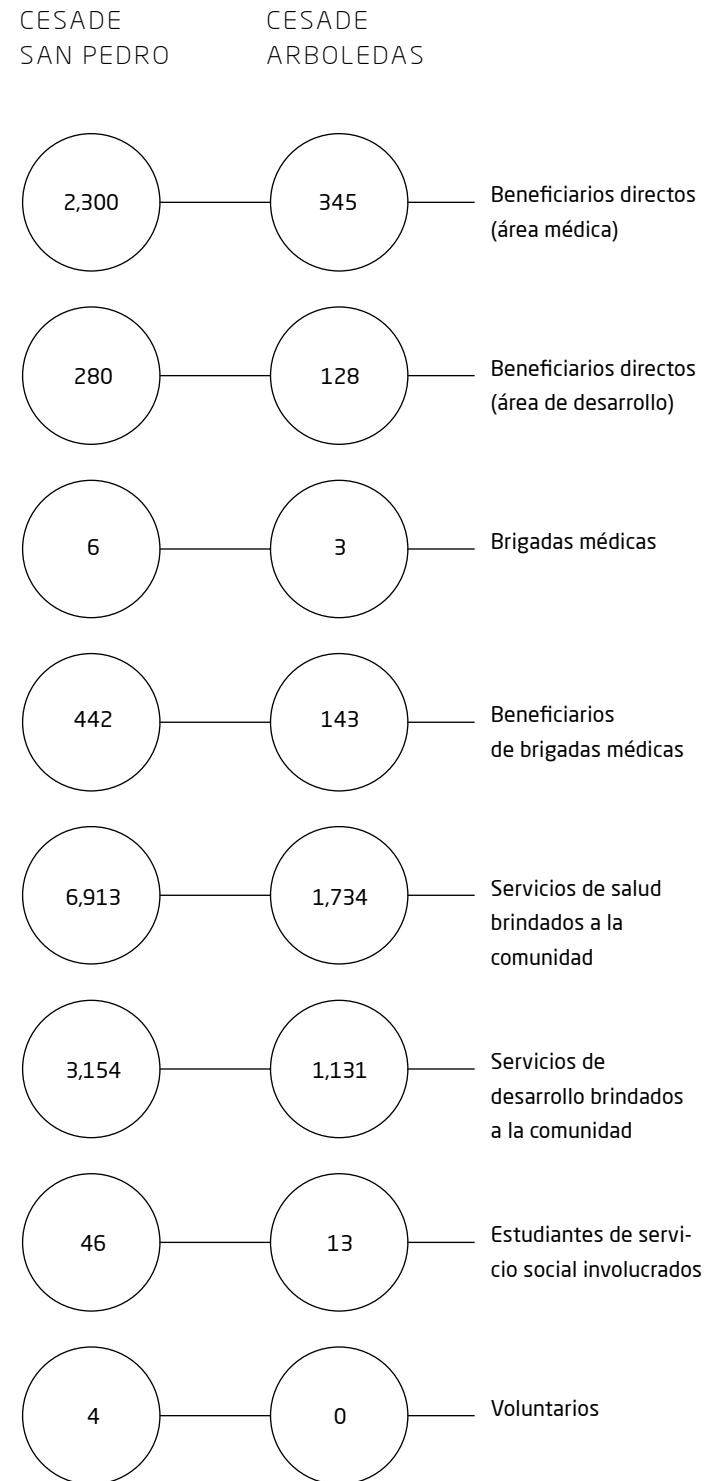 CESADE
SAN PEDRO
CESADE
ARBOLEDAS
2,300
345
Beneficiarios directos
(área médica)
280
128
Beneficiarios directos
(área de desarrollo)
6
3
Brigadas médicas
442
143
Beneficiarios
de brigadas médicas
6,913
1,734
Servicios de salud
brindados a la
comunidad
3,154
1,131
Servicios de
desarrollo brindados
a la comunidad
46
13
Estudiantes de servi-
cio social involucrados
4
0
Voluntarios